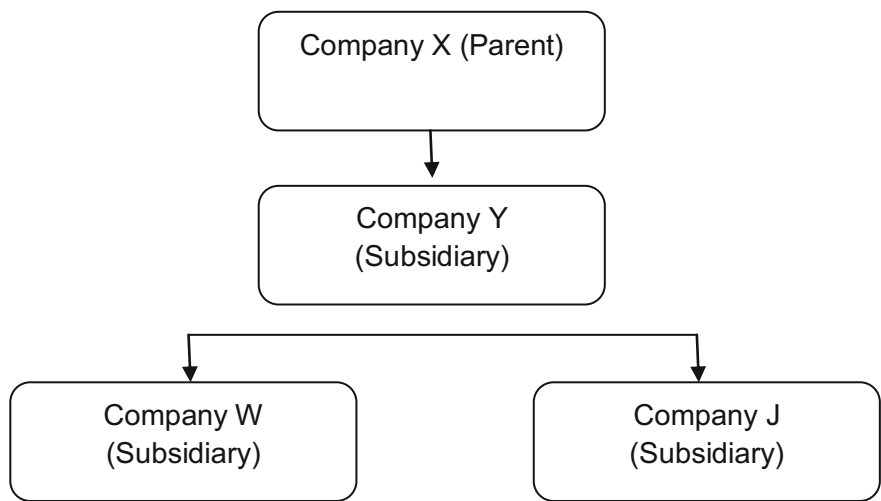 Company X (Parent)
Company Y
(Subsidiary)
Company W
(Subsidiary)
Company J
(Subsidiary)